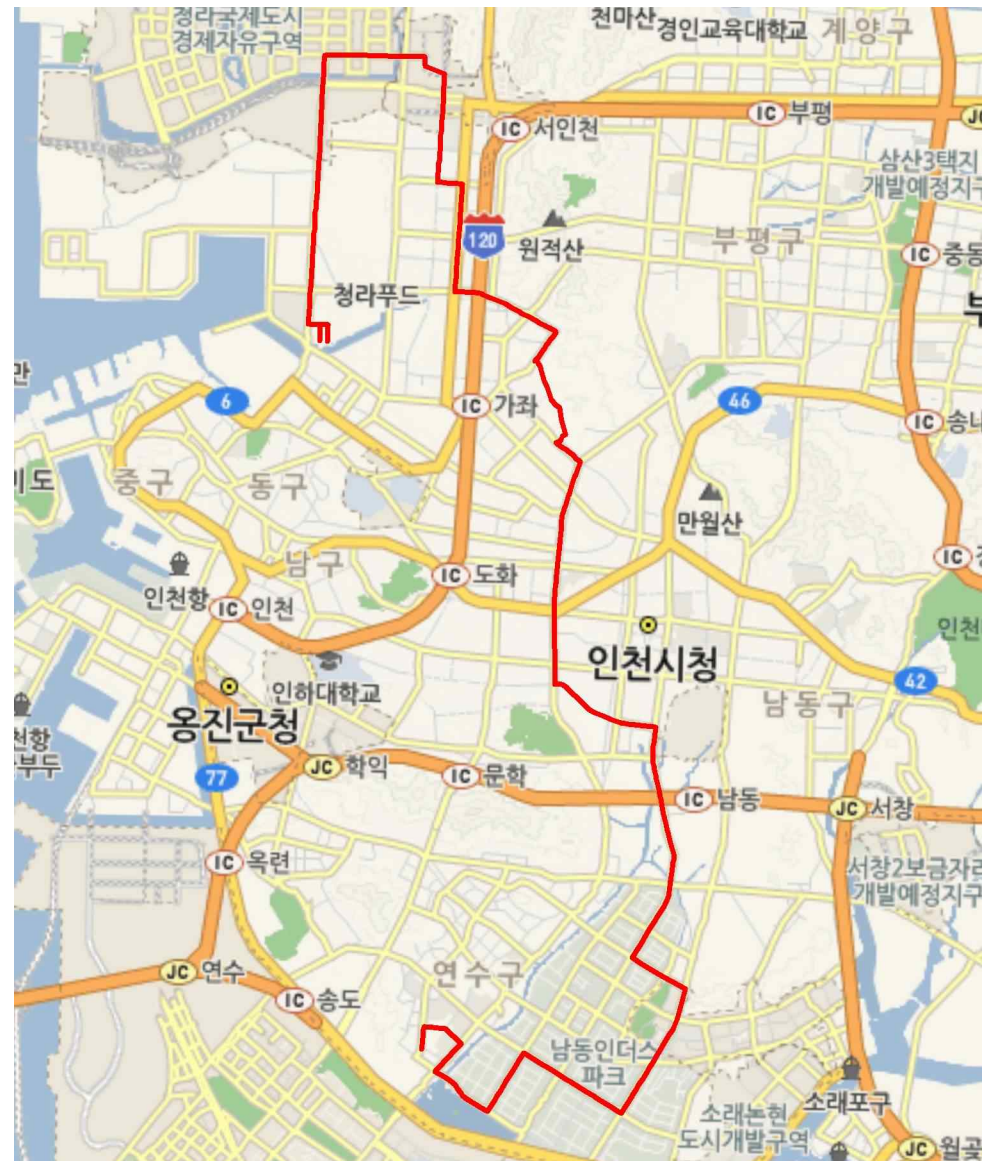 청라국제도시
경제자유구역
천마산
경인교육대학교
계양구
IC 서인천
IC 부평
삼산3택지
개발예정지구
120
원적산
부평구
IC 중동
청라푸드
만
6
IC 가좌
46
IC 송내
중구
동구
만월산
남구
IC 도화
인천항
IC 인천
IC
인천시청
인천
42
인하대학교
남동구
옹진군청
JC 학익
IC 문학
77
IC 남동
JC 서창
IC 옥련
서창2보금자리
개발예정지구
JC 연수
연수구
IC 송도
남동인더스
파크
소래포구
소래논현
도시개발구역
JC 월곶